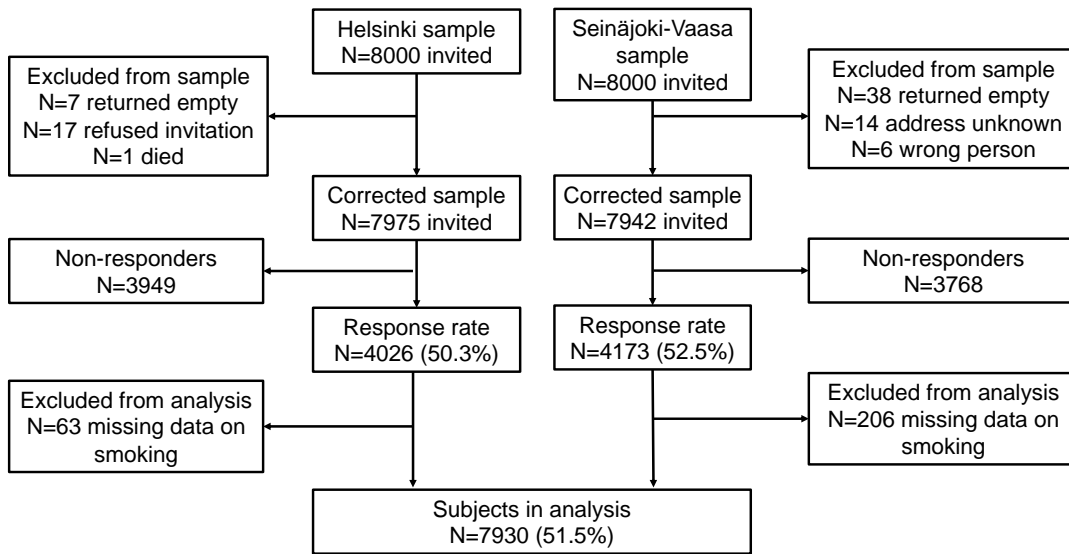 Helsinki sample
N=8000 invited
Seinäjoki-Vaasa
sample
N=8000 invited
Excluded from sample
N=7 returned empty
N=17 refused invitation
N=1 died
Excluded from sample
N=38 returned empty
N=14 address unknown
N=6 wrong person
Corrected sample
N=7975 invited
Corrected sample
N=7942 invited
Non-responders
N=3949
Non-responders
N=3768
Response rate
N=4026 (50.3%)
Response rate
N=4173 (52.5%)
Excluded from analysis
N=63 missing data on
smoking
Excluded from analysis
N=206 missing data on
smoking
Subjects in analysis
N=7930 (51.5%)